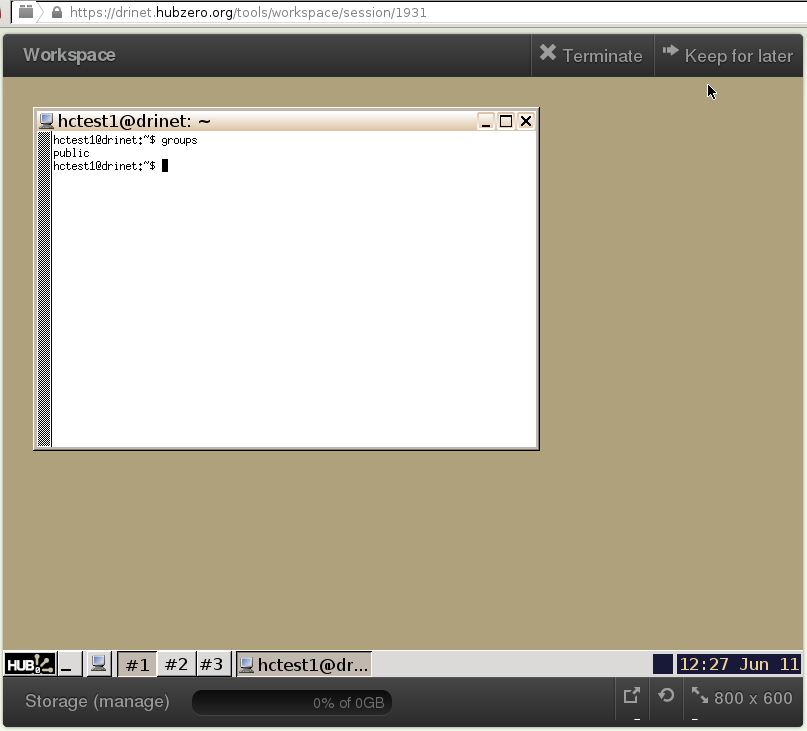 https://drinet.hubzero.org/tools/workspace/session/1931
Workspace
Terminate
Keep for later
hctest1@drinet: ~
hctest1@drinet:~$ groups
public
hctest1@drinet:~$
HUB
#1
#2
#3
hctest1@dr...
12:27 Jun 11
Storage (manage)
0% of 0GB
800 x 600